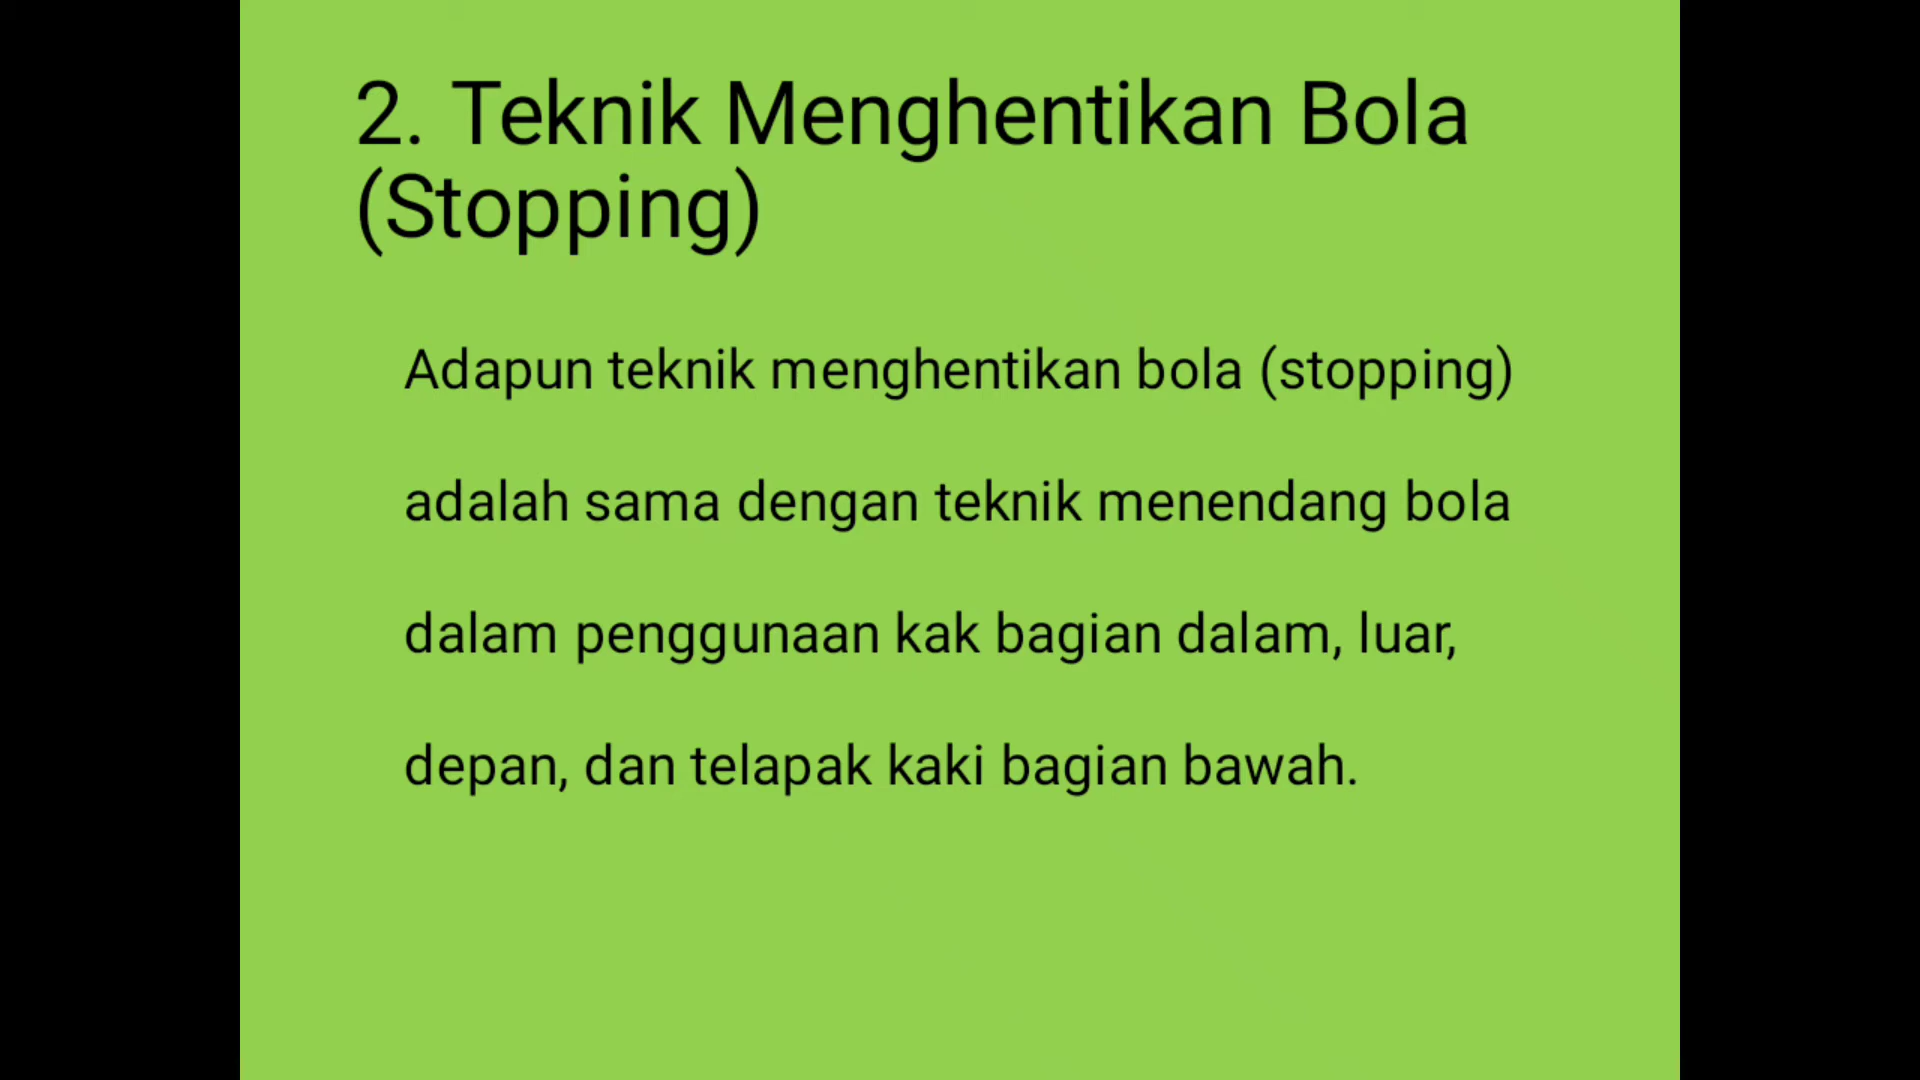 2. Teknik Menghentikan Bola
(Stopping)
Adapun teknik menghentikan bola (stopping)
adalah sama dengan teknik menendang bola
dalam penggunaan kak bagian dalam, luar,
depan, dan telapak kaki bagian bawah.